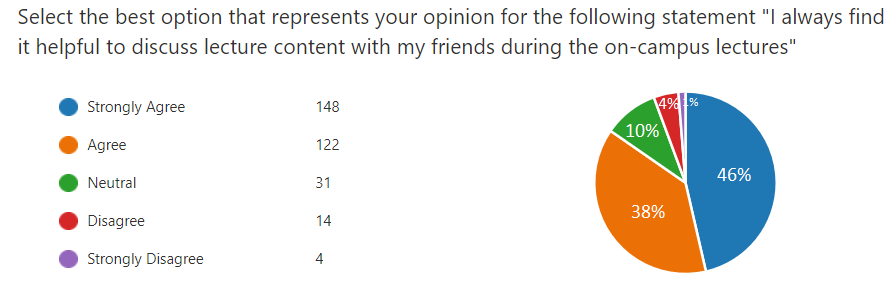 Select the best option that represents your opinion for the following statement "I always find
it helpful to discuss lecture content with my friends during the on-campus lectures"
Strongly Agree 148
Agree 122
Neutral 31
Disagree 14
Strongly Disagree 4
4% 1%
10%
46%
38%